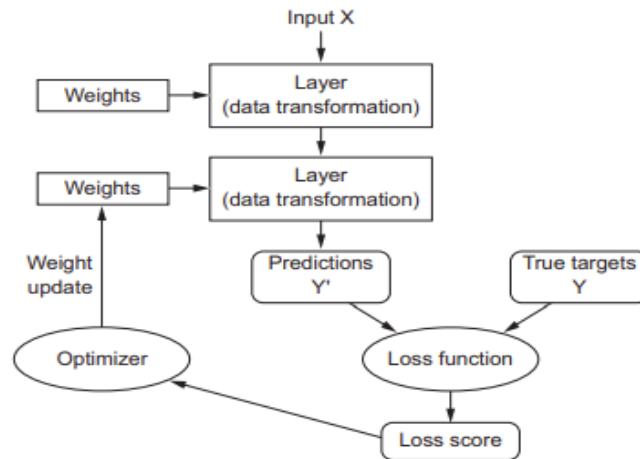 Input X
Layer
(data transformation)
Weights
Layer
(data transformation)
Weights
Weight
update
Predictions
Y'
True targets
Y
Optimizer
Loss function
Loss score